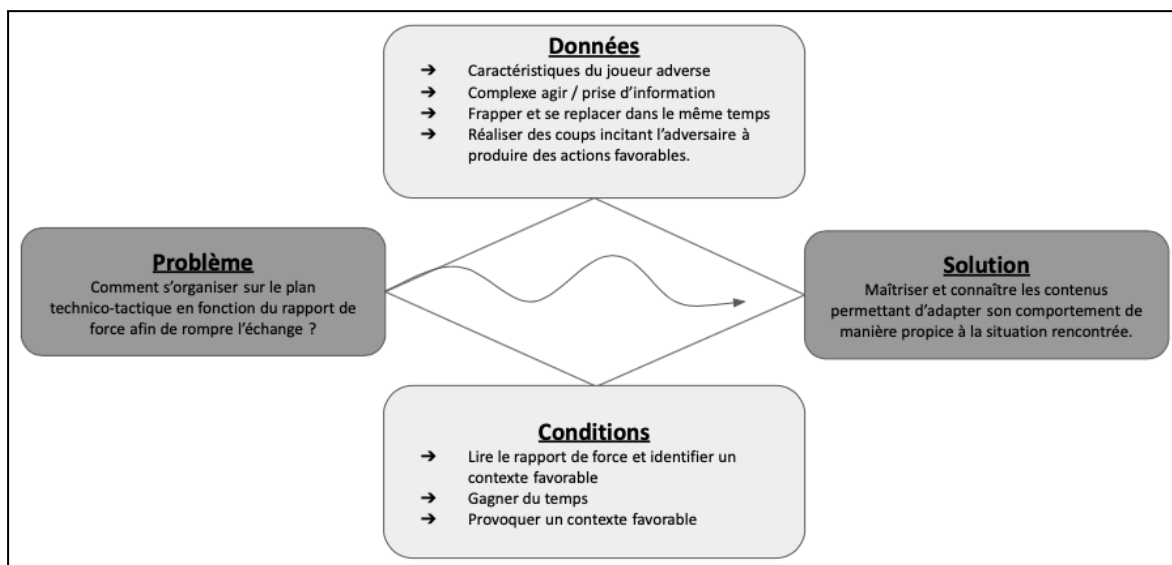 Données
➔ Caractéristiques du joueur adverse
➔ Complexe agir / prise d’information
➔ Frapper et se replacer dans le même temps
➔ Réaliser des coups incitant l’adversaire à
produire des actions favorables.
Problème
Comment s’organiser sur le plan
technico-tactique en fonction du rapport de
force afin de rompre l’échange ?
Solution
Maîtriser et connaître les contenus
permettant d’adapter son comportement de
manière propice à la situation rencontrée.
Conditions
➔ Lire le rapport de force et identifier un
contexte favorable
➔ Gagner du temps
➔ Provoquer un contexte favorable